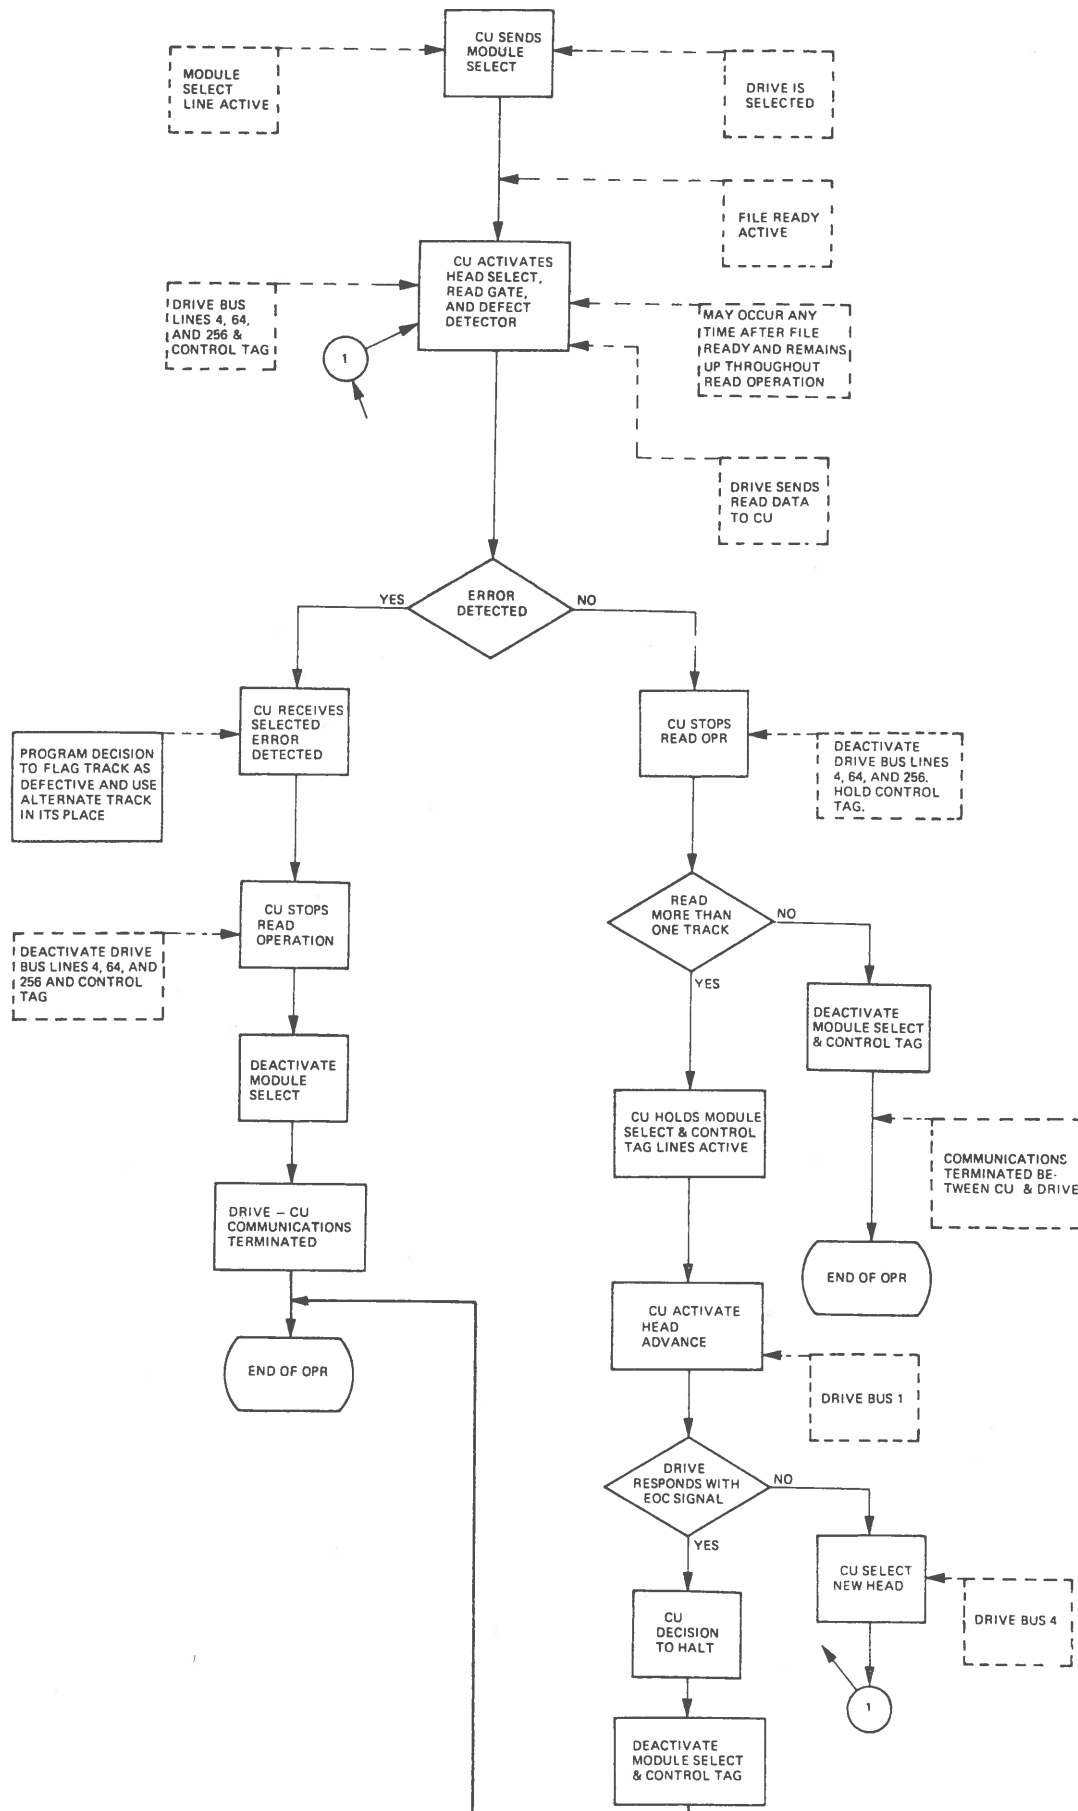 CU SENDS
MODULE
SELECT
MODULE
SELECT
LINE ACTIVE
DRIVE IS
SELECTED
FILE READY
ACTIVE
CU ACTIVATES
HEAD SELECT,
READ GATE,
AND DEFECT
DETECTOR
DRIVE BUS
LINES 4, 64,
AND 256 &
CONTROL TAG
1
MAY OCCUR ANY
TIME AFTER FILE
READY AND REMAINS
UP THROUGHOUT
READ OPERATION
DRIVE SENDS
READ DATA
TO CU
ERROR
DETECTED
YES
NO
CU RECEIVES
SELECTED
ERROR
DETECTED
PROGRAM DECISION
TO FLAG TRACK AS
DEFECTIVE AND USE
ALTERNATE TRACK
IN ITS PLACE
CU STOPS
READ OPR
DEACTIVATE
DRIVE BUS LINES
4, 64, AND 256.
HOLD CONTROL
TAG.
CU STOPS
READ
OPERATION
DEACTIVATE DRIVE
BUS LINES 4, 64, AND
256 AND CONTROL
TAG
READ
MORE THAN
ONE TRACK
NO
YES
DEACTIVATE
MODULE SELECT
& CONTROL TAG
DEACTIVATE
MODULE
SELECT
CU HOLDS MODULE
SELECT & CONTROL
TAG LINES ACTIVE
COMMUNICATIONS
TERMINATED BE-
TWEEN CU & DRIVE
DRIVE – CU
COMMUNICATIONS
TERMINATED
END OF OPR
CU ACTIVATE
HEAD
ADVANCE
END OF OPR
DRIVE BUS 1
DRIVE
RESPONDS WITH
EOC SIGNAL
NO
YES
CU SELECT
NEW HEAD
DRIVE BUS 4
CU
DECISION
TO HALT
1
DEACTIVATE
MODULE SELECT
& CONTROL TAG